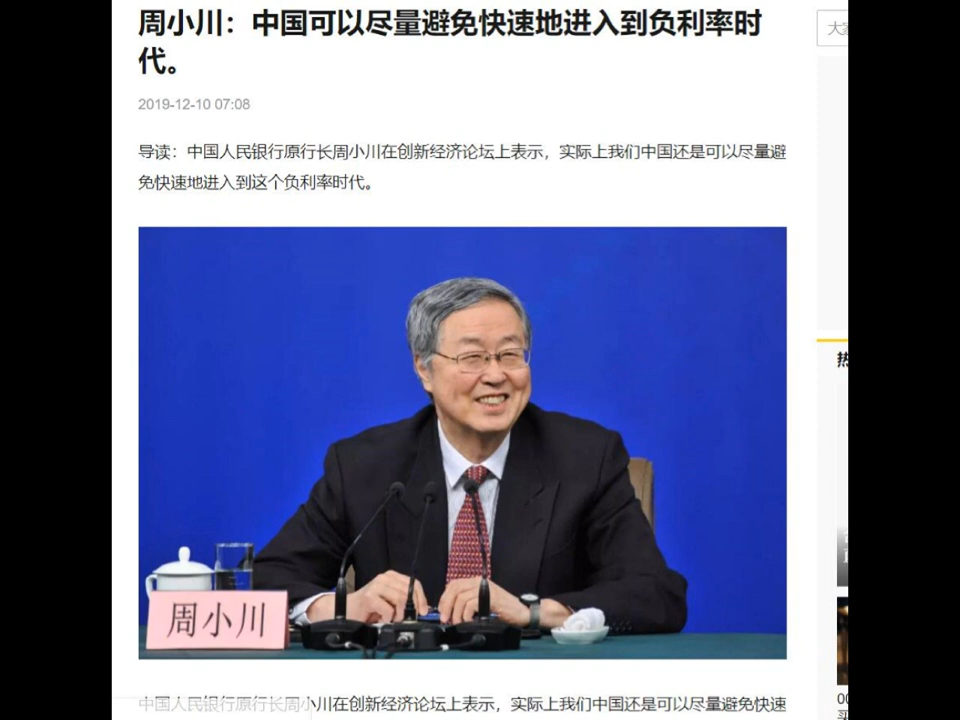 周小川：中国可以尽量避免快速地进入到负利率时
代。
大家
2019-12-10 07:08
导读：中国人民银行原行长周小川在创新经济论坛上表示，实际上我们中国还是可以尽量避
免快速地进入到这个负利率时代。
热
周小川
中国人民银行原行长周小川在创新经济论坛上表示，实际上我们中国还是可以尽量避免快速